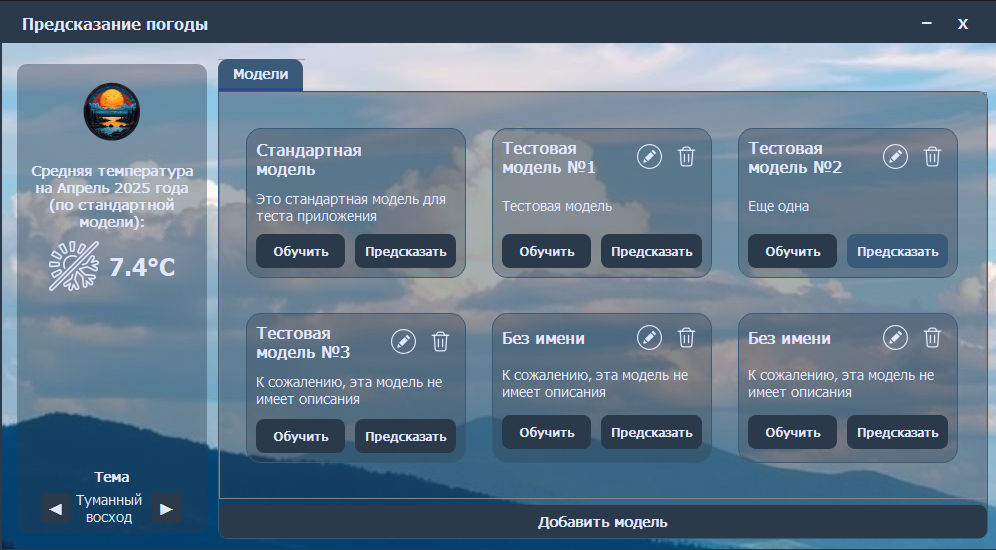 Предсказание погоды
– X
Средняя температура
на Апрель 2025 года
(по стандартной
модели):
7.4°C
Тема
Туманный
восход
Модели
Стандартная
модель
Это стандартная модель для
теста приложения
Обучить Предсказать
Тестовая
модель №1
Тестовая модель
Обучить Предсказать
Тестовая
модель №2
Еще одна
Обучить Предсказать
Тестовая
модель №3
К сожалению, эта модель не
имеет описания
Обучить Предсказать
Без имени
К сожалению, эта модель не
имеет описания
Обучить Предсказать
Без имени
К сожалению, эта модель не
имеет описания
Обучить Предсказать
Добавить модель